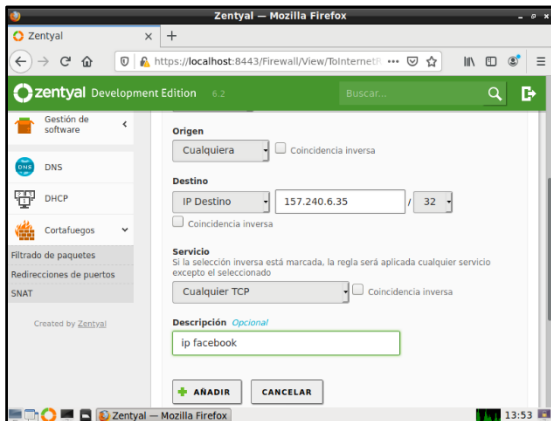 Zentyal — Mozilla Firefox
Zentyal
https://localhost:8443/Firewall/View/ToInternetR
zentyal Development Edition 6.2
Buscar...
Gestión de
software
DNS
DHCP
Cortafuegos
Filtrado de paquetes
Redirecciones de puertos
SNAT
Created by Zentyal
Origen
Cualquiera
Coincidencia inversa
Destino
IP Destino
157.240.6.35
/ 32
Coincidencia inversa
Servicio
Si la selección inversa está marcada, la regla será aplicada cualquier servicio
excepto el seleccionado
Cualquier TCP
Coincidencia inversa
Descripción Opcional
ip facebook
AÑADIR
CANCELAR
Zentyal — Mozilla Firefox
13:53